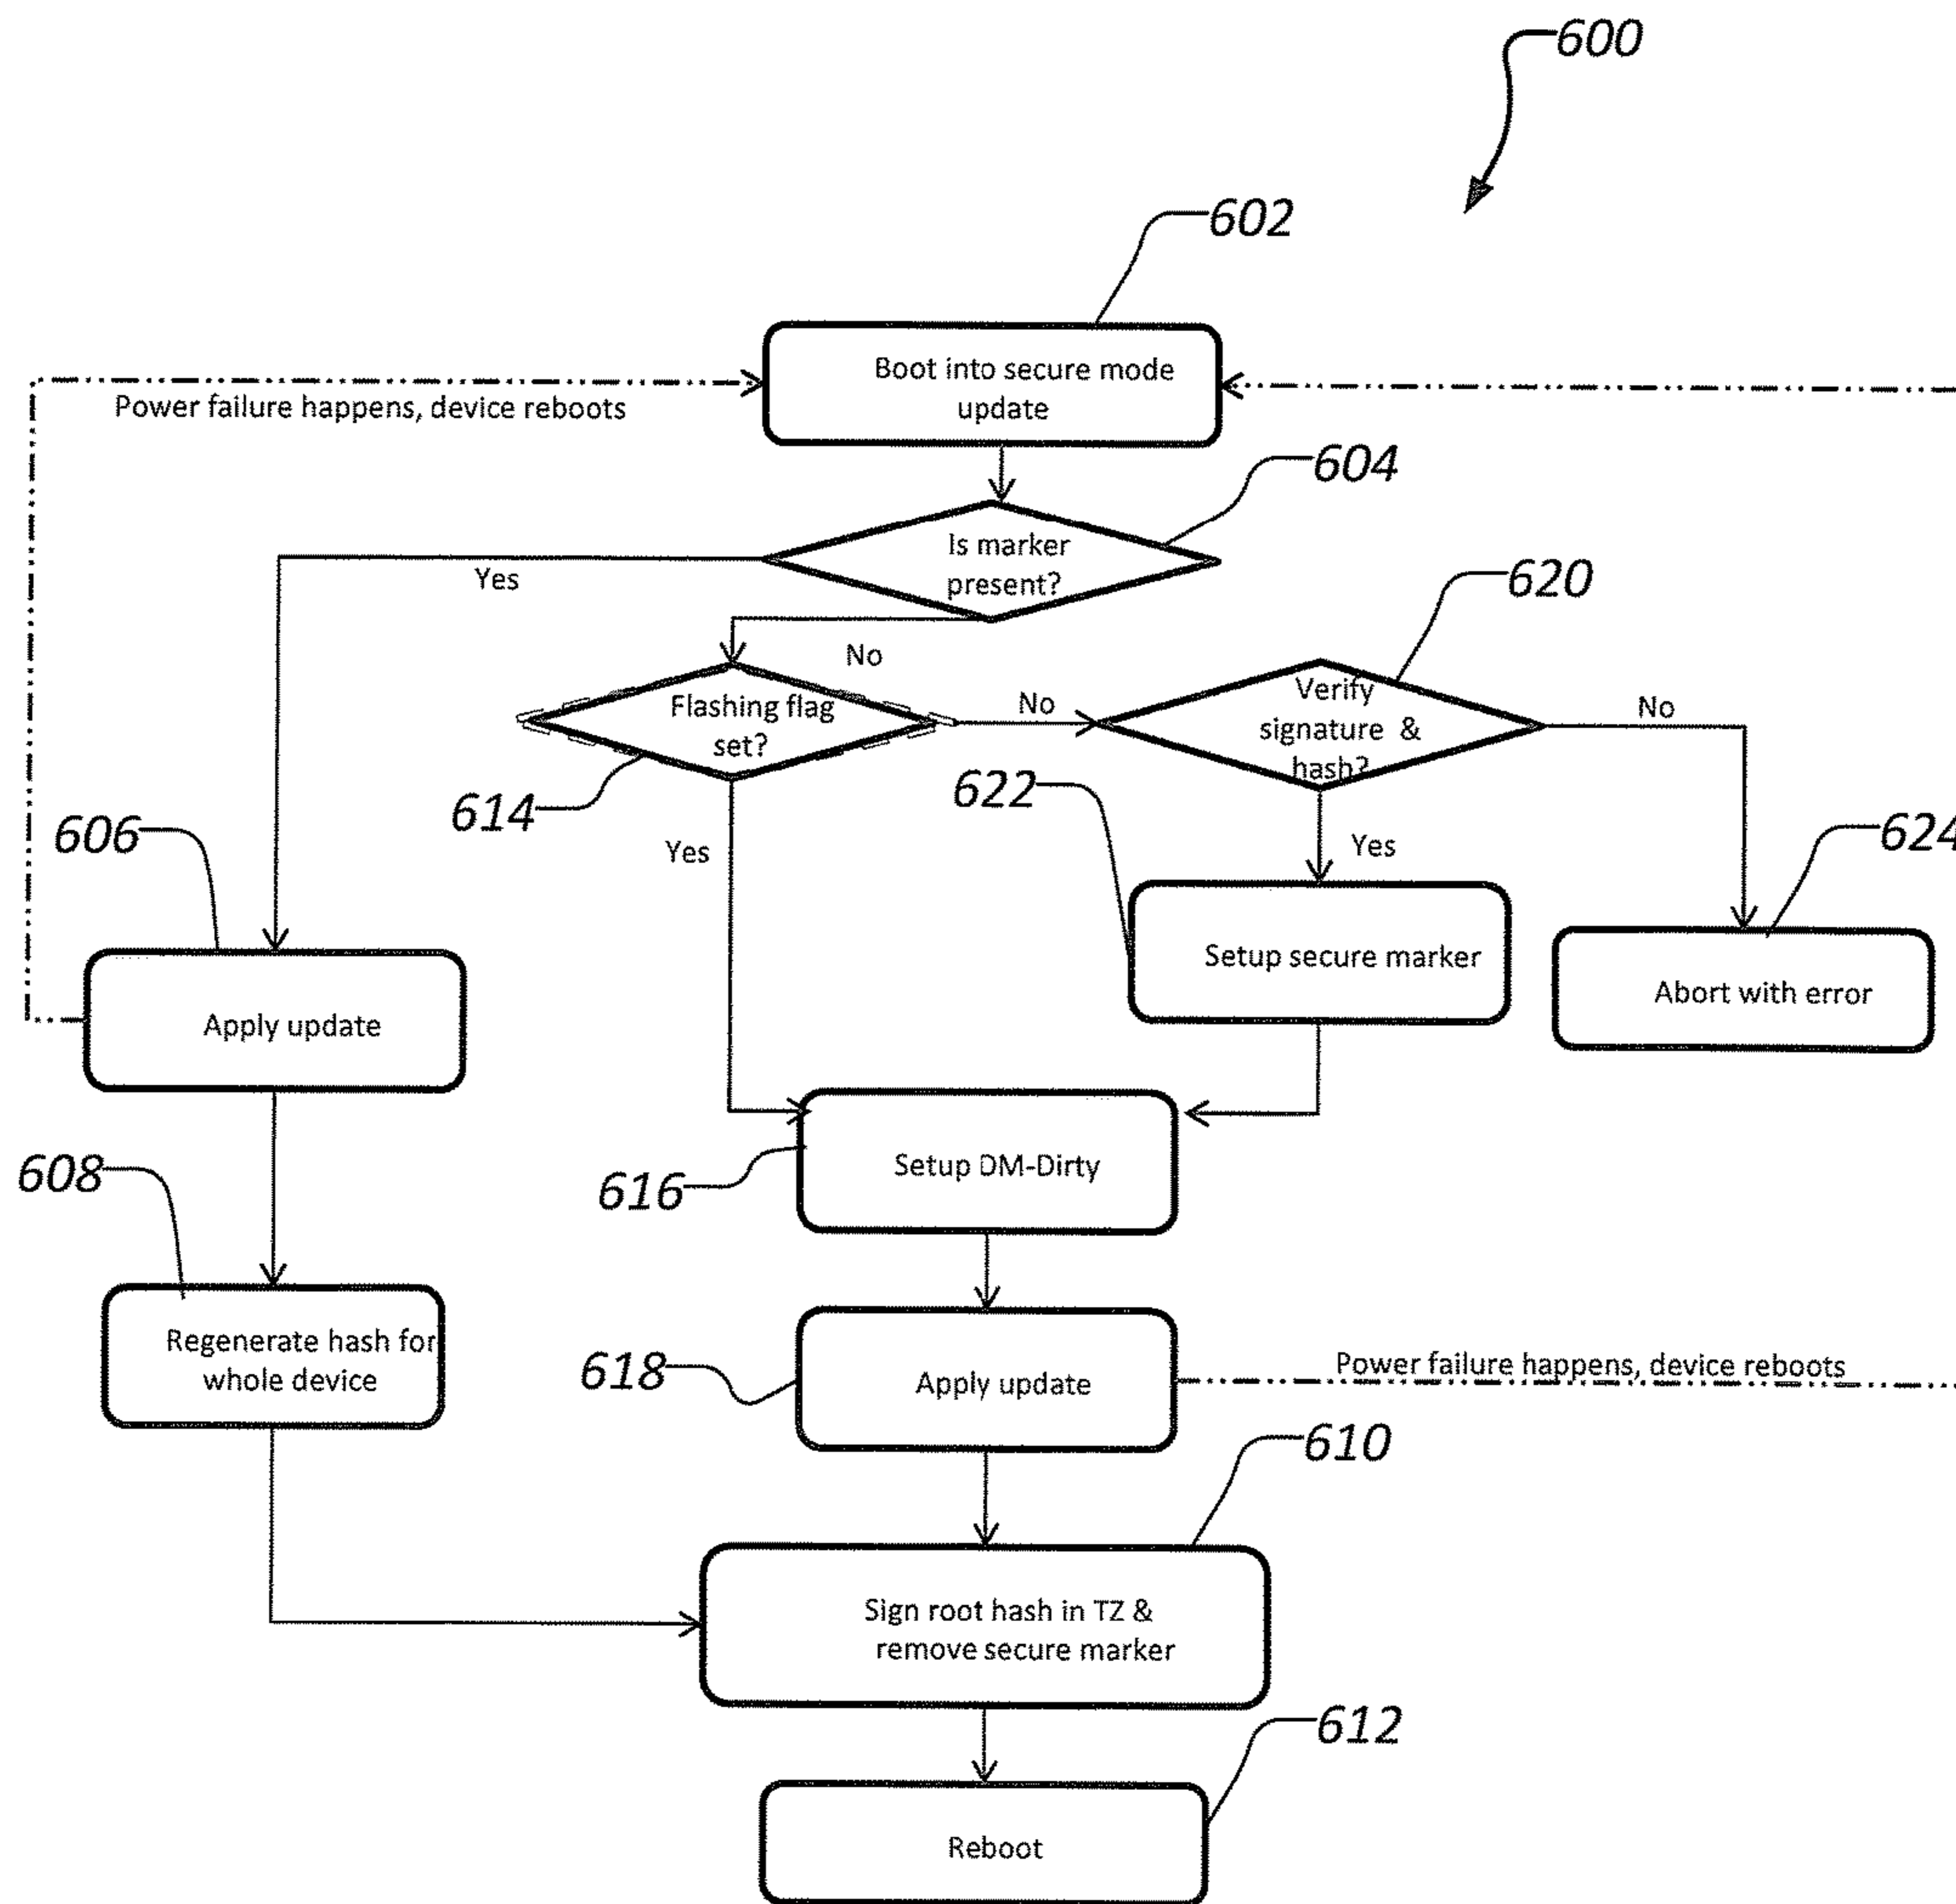 600
602
Boot into secure mode
update
Power failure happens, device reboots
604
Is marker
present?
Yes
620
No
Flashing flag
set?
No
Verify
signature &
hash?
No
614
622
624
606
Yes
Yes
Setup secure marker
Abort with error
Apply update
608
616
Setup DM-Dirty
Regenerate hash for
whole device
618
Apply update
Power failure happens, device reboots
610
Sign root hash in TZ &
remove secure marker
612
Reboot